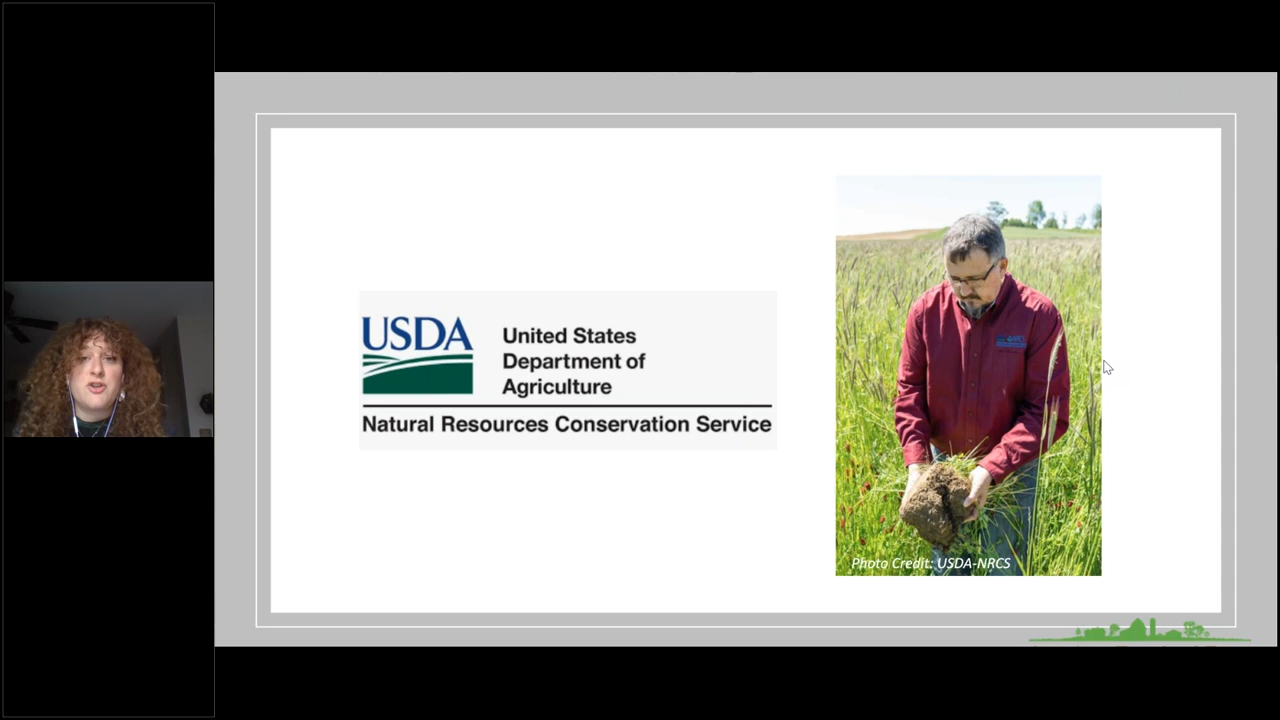 USDA
United States
Department of
Agriculture
Natural Resources Conservation Service
Photo Credit: USDA-NRCS